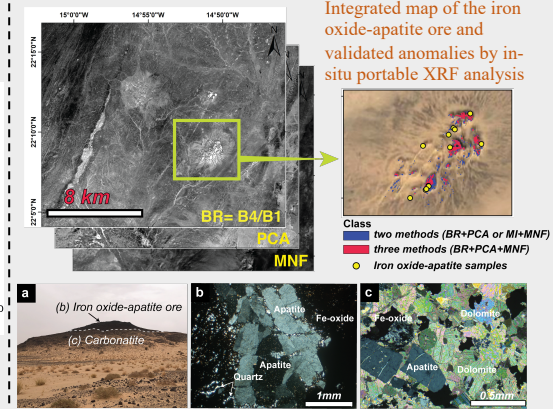 14°55'0"W
14°50'0"W
22°15'0"N
22°10'0"N
22°5'0"N
N
8 km
BR= B4/B1
PCA
MNF
Integrated map of the iron
oxide-apatite ore and
validated anomalies by in-
situ portable XRF analysis
Class
two methods (BR+PCA or MI+MNF)
three methods (BR+PCA+MNF)
Iron oxide-apatite samples
a
(b) Iron oxide-apatite ore
(c) Carbonatite
b
Apatite
Fe-oxide
Apatite
Quartz
1mm
c
Fe-oxide
Dolomite
Apatite
Dolomite
0.5mm